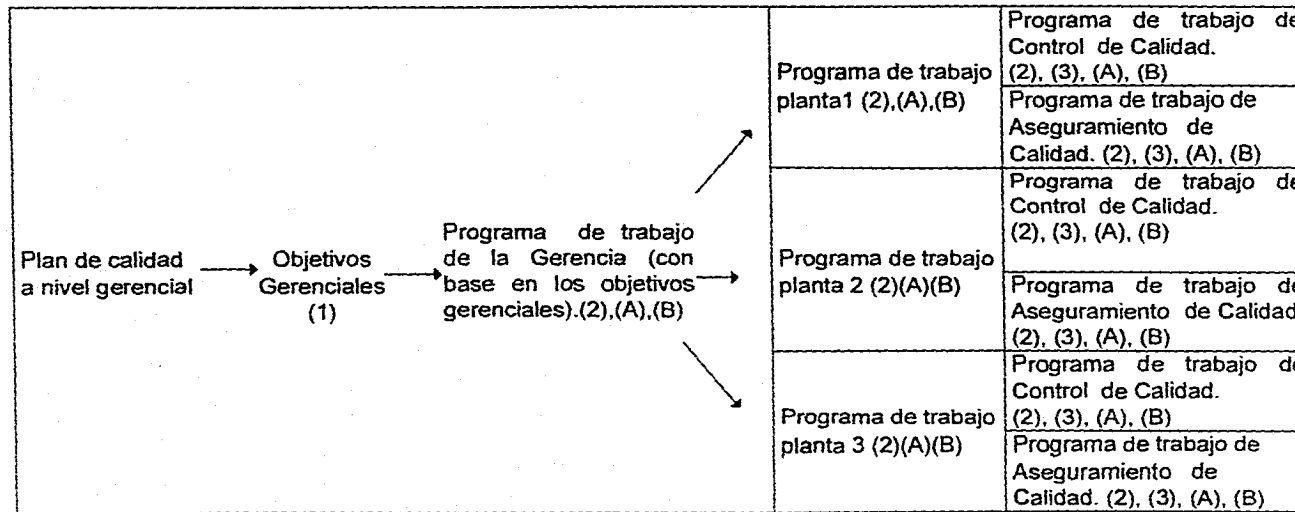 Plan de calidad
a nivel gerencial
Objetivos
Gerenciales
(1)
Programa de trabajo
de la Gerencia (con
base en los objetivos
gerenciales).(2),(A),(B)
Programa de trabajo
planta1 (2),(A),(B)
Programa de trabajo de
Control de Calidad.
(2), (3), (A), (B)
Programa de trabajo de
Aseguramiento de
Calidad. (2), (3), (A), (B)
Programa de trabajo
planta 2 (2)(A)(B)
Programa de trabajo de
Control de Calidad.
(2), (3), (A), (B)
Programa de trabajo de
Aseguramiento de Calidad
(2), (3), (A), (B)
Programa de trabajo
planta 3 (2)(A)(B)
Programa de trabajo de
Control de Calidad.
(2), (3), (A), (B)
Programa de trabajo de
Aseguramiento de
Calidad. (2), (3), (A), (B)